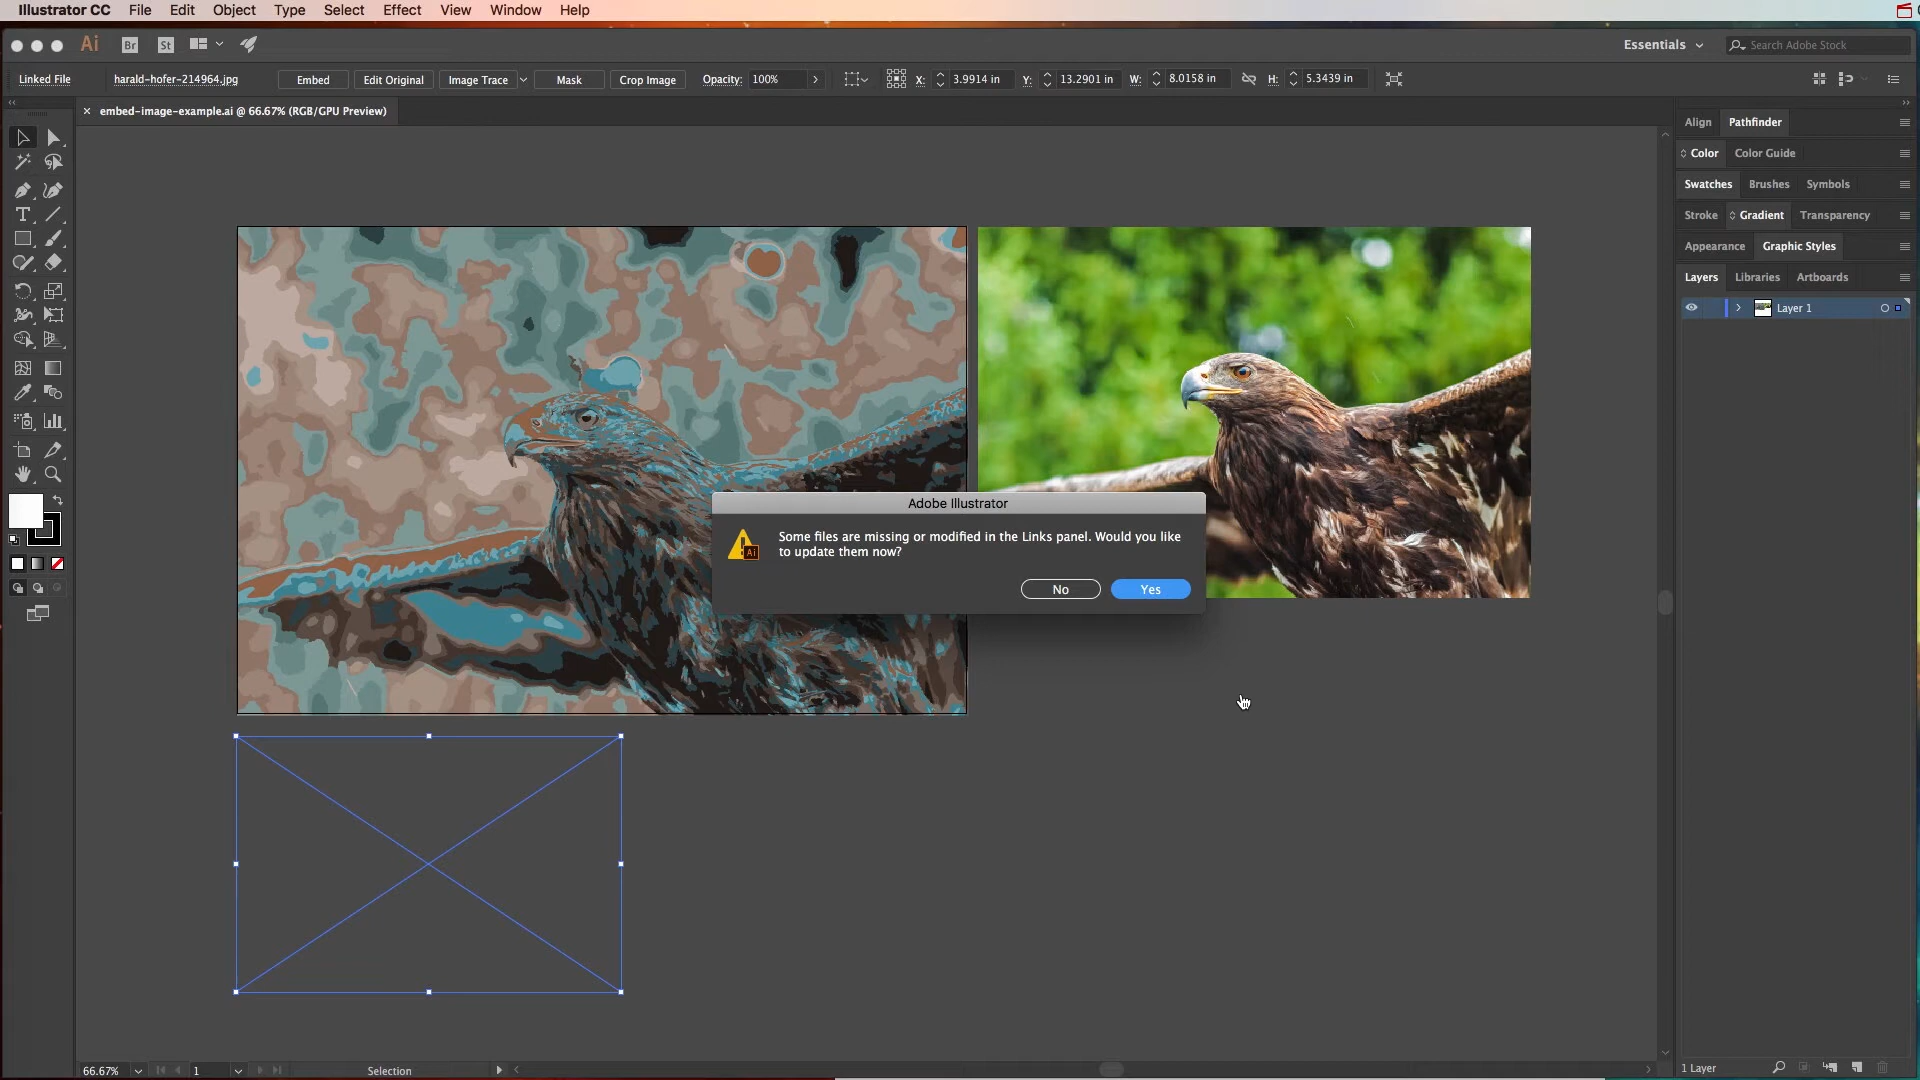 Illustrator CC File Edit Object Type Select Effect View Window Help
Ai Br St Essentials Search Adobe Stock
Linked File harald-hofer-214964.jpg Embed Edit Original Image Trace Mask Crop Image Opacity: 100% X: 3.9914 in Y: 13.2901 in W: 8.0158 in H: 5.3439 in
embed-image-example.ai @ 66.67% (RGB/GPU Preview)
Align Pathfinder
Color Color Guide
Swatches Brushes Symbols
Stroke Gradient Transparency
Appearance Graphic Styles
Layers Libraries Artboards
Layer 1
Adobe Illustrator
Some files are missing or modified in the Links panel. Would you like
to update them now?
Ai
No Yes
66.67% 1 Selection 1 Layer